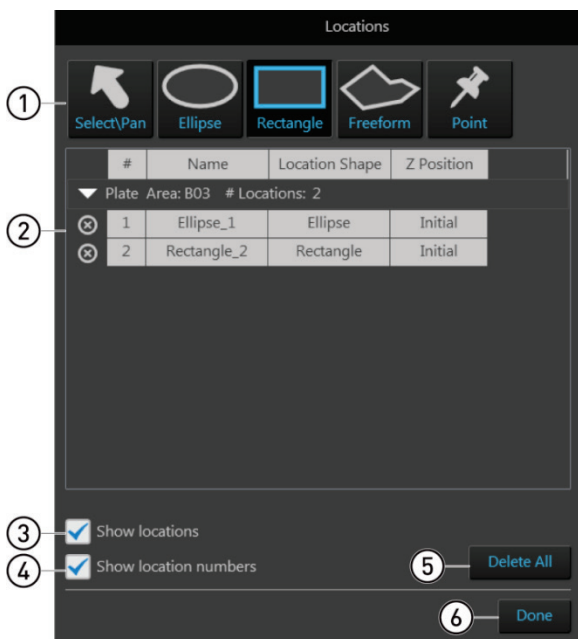 Locations
1
Select\Pan Ellipse Rectangle Freeform Point
# Name Location Shape Z Position
Plate Area: B03 # Locations: 2
2
1 Ellipse_1 Ellipse Initial
2 Rectangle_2 Rectangle Initial
3 Show locations
4 Show location numbers
5 Delete All
6 Done